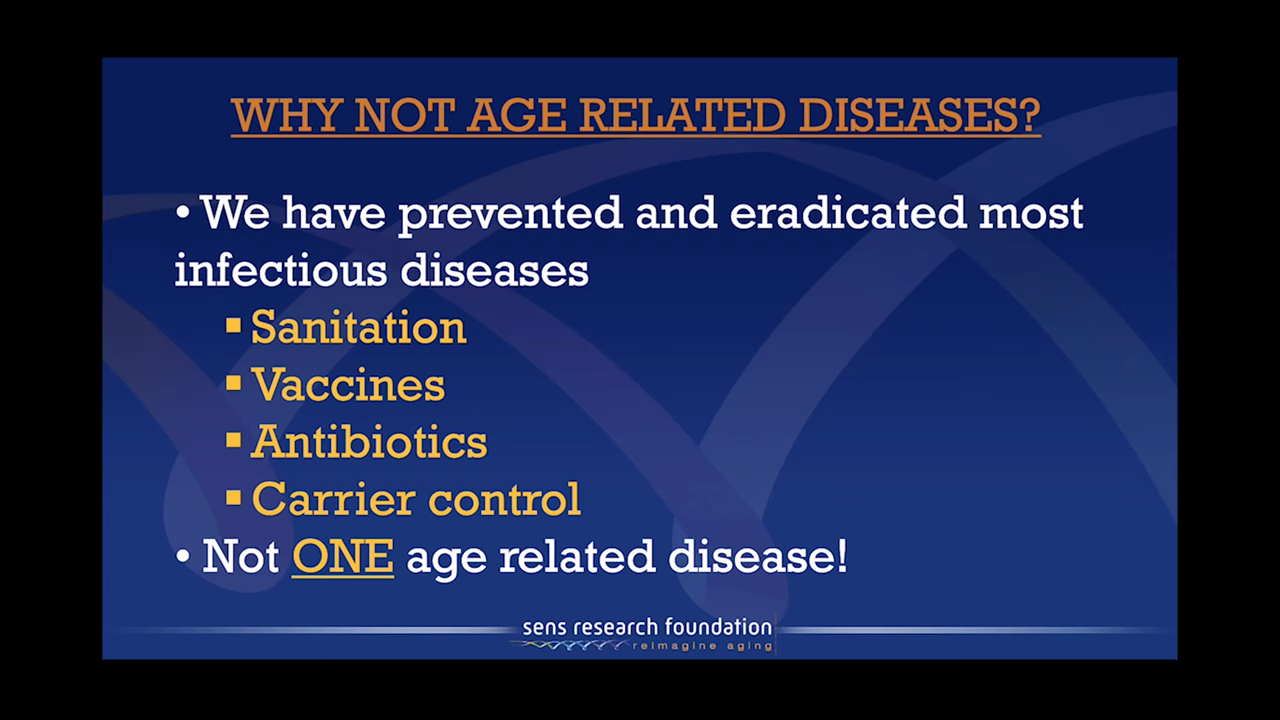 WHY NOT AGE RELATED DISEASES?
• We have prevented and eradicated most
infectious diseases
▪ Sanitation
▪ Vaccines
▪ Antibiotics
▪ Carrier control
• Not ONE age related disease!
sens research foundation
reimagine aging